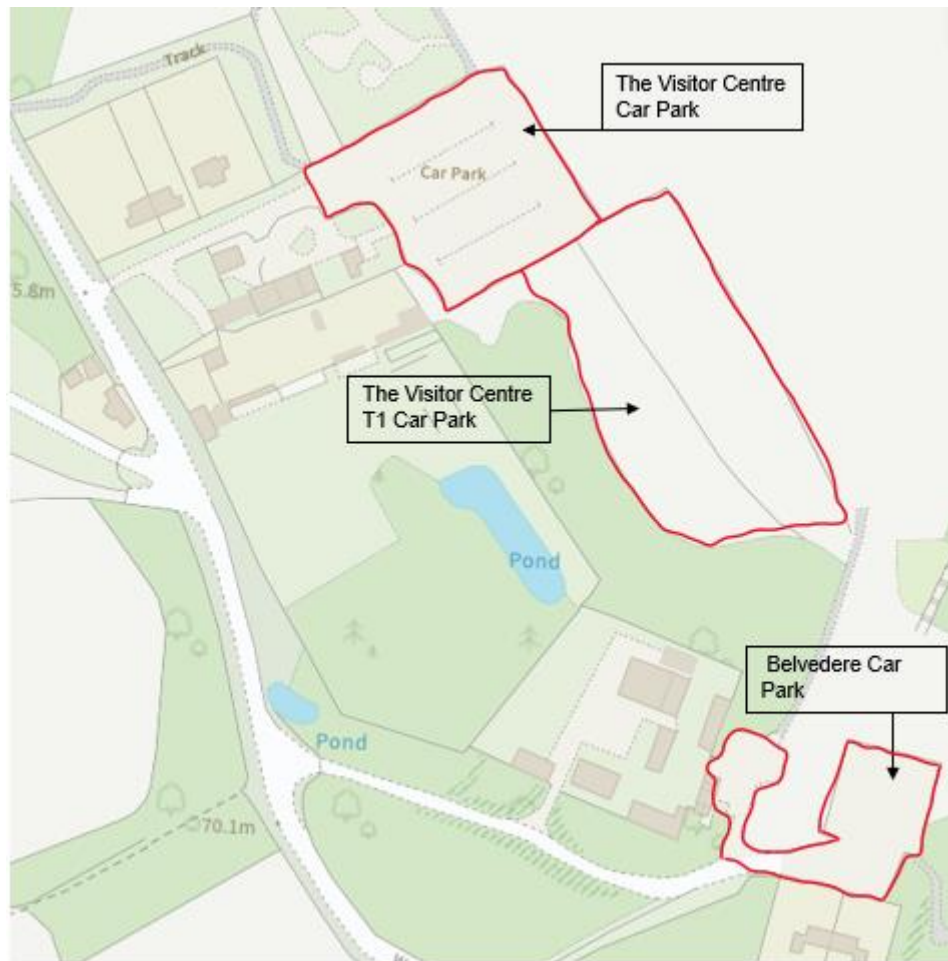 Track
The Visitor Centre
Car Park
Car Park
5.8m
The Visitor Centre
T1 Car Park
Pond
Belvedere Car
Park
Pond
70.1m